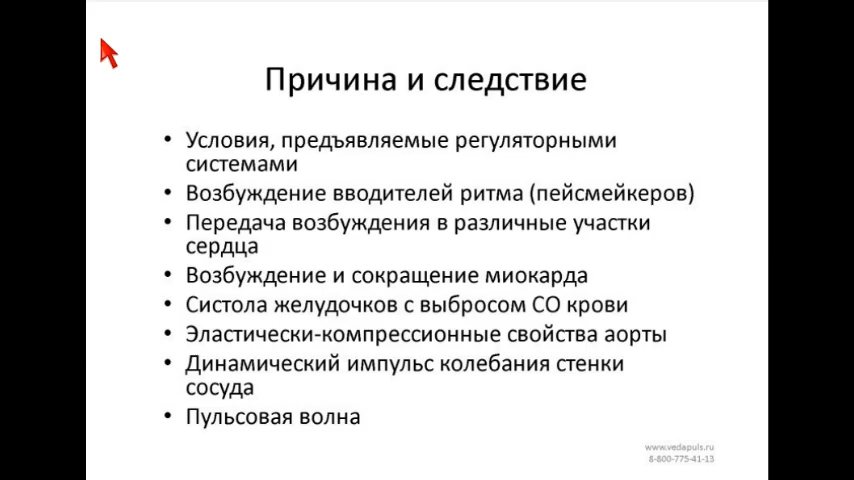 Причина и следствие
• Условия, предъявляемые регуляторными
системами
• Возбуждение вводителей ритма (пейсмейкеров)
• Передача возбуждения в различные участки
сердца
• Возбуждение и сокращение миокарда
• Систола желудочков с выбросом СО крови
• Эластически-компрессионные свойства аорты
• Динамический импульс колебания стенки
сосуда
• Пульсовая волна
www.vedapuls.ru
8-800-775-41-13